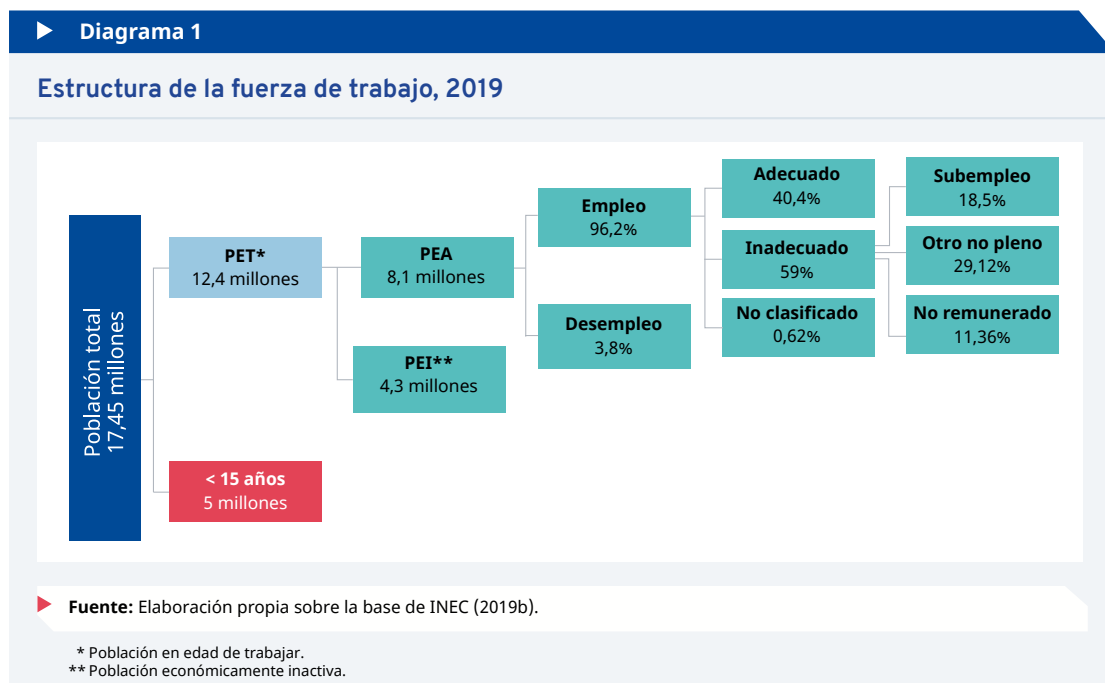 Diagrama 1
Estructura de la fuerza de trabajo, 2019
Población total
17,45 millones
PET*
12,4 millones
< 15 años
5 millones
PEA
8,1 millones
PEI**
4,3 millones
Empleo
96,2%
Desempleo
3,8%
Adecuado
40,4%
Inadecuado
59%
No clasificado
0,62%
Subempleo
18,5%
Otro no pleno
29,12%
No remunerado
11,36%
Fuente: Elaboración propia sobre la base de INEC (2019b).
* Población en edad de trabajar.
** Población económicamente inactiva.